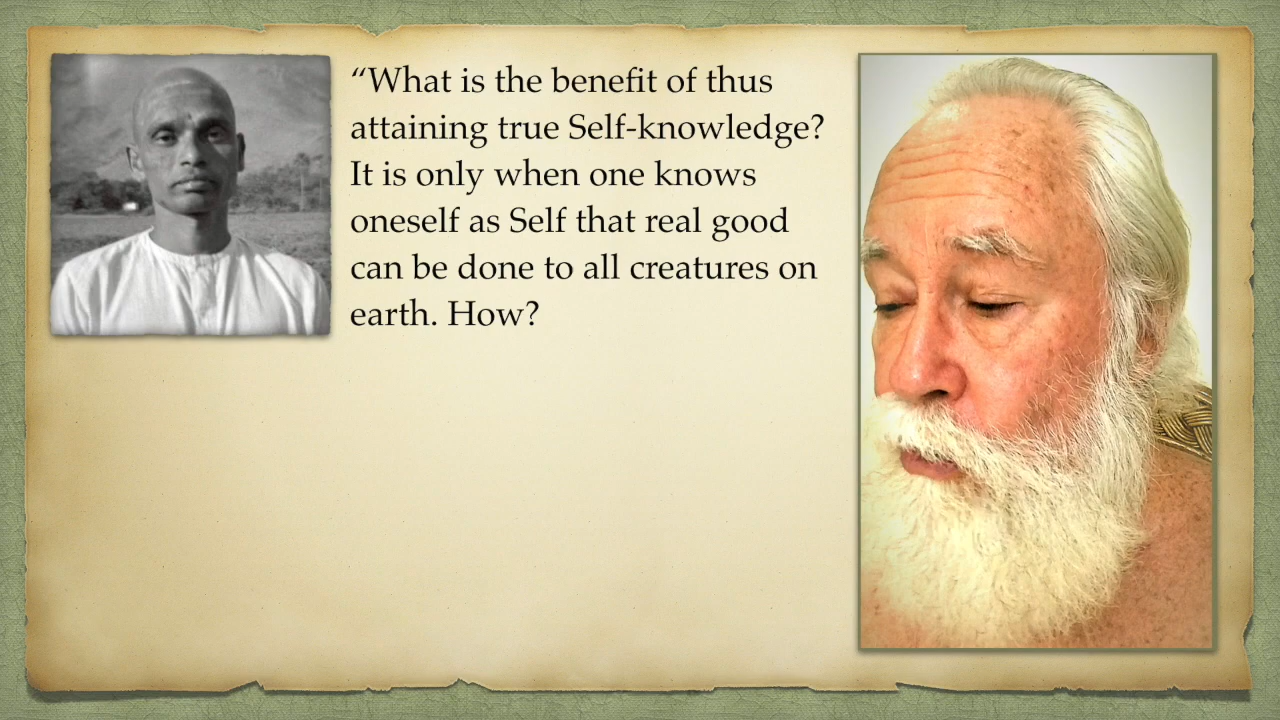 “What is the benefit of thus
attaining true Self-knowledge?
It is only when one knows
oneself as Self that real good
can be done to all creatures on
earth. How?